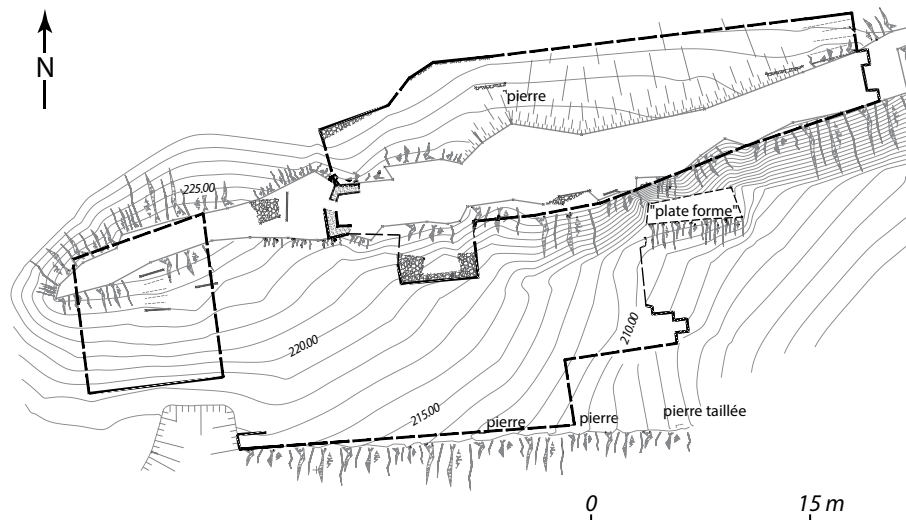 N
"pierre
225.00
"plate forme"
210.00
220.00
215.00
pierre
pierre
pierre taillée
0
15 m